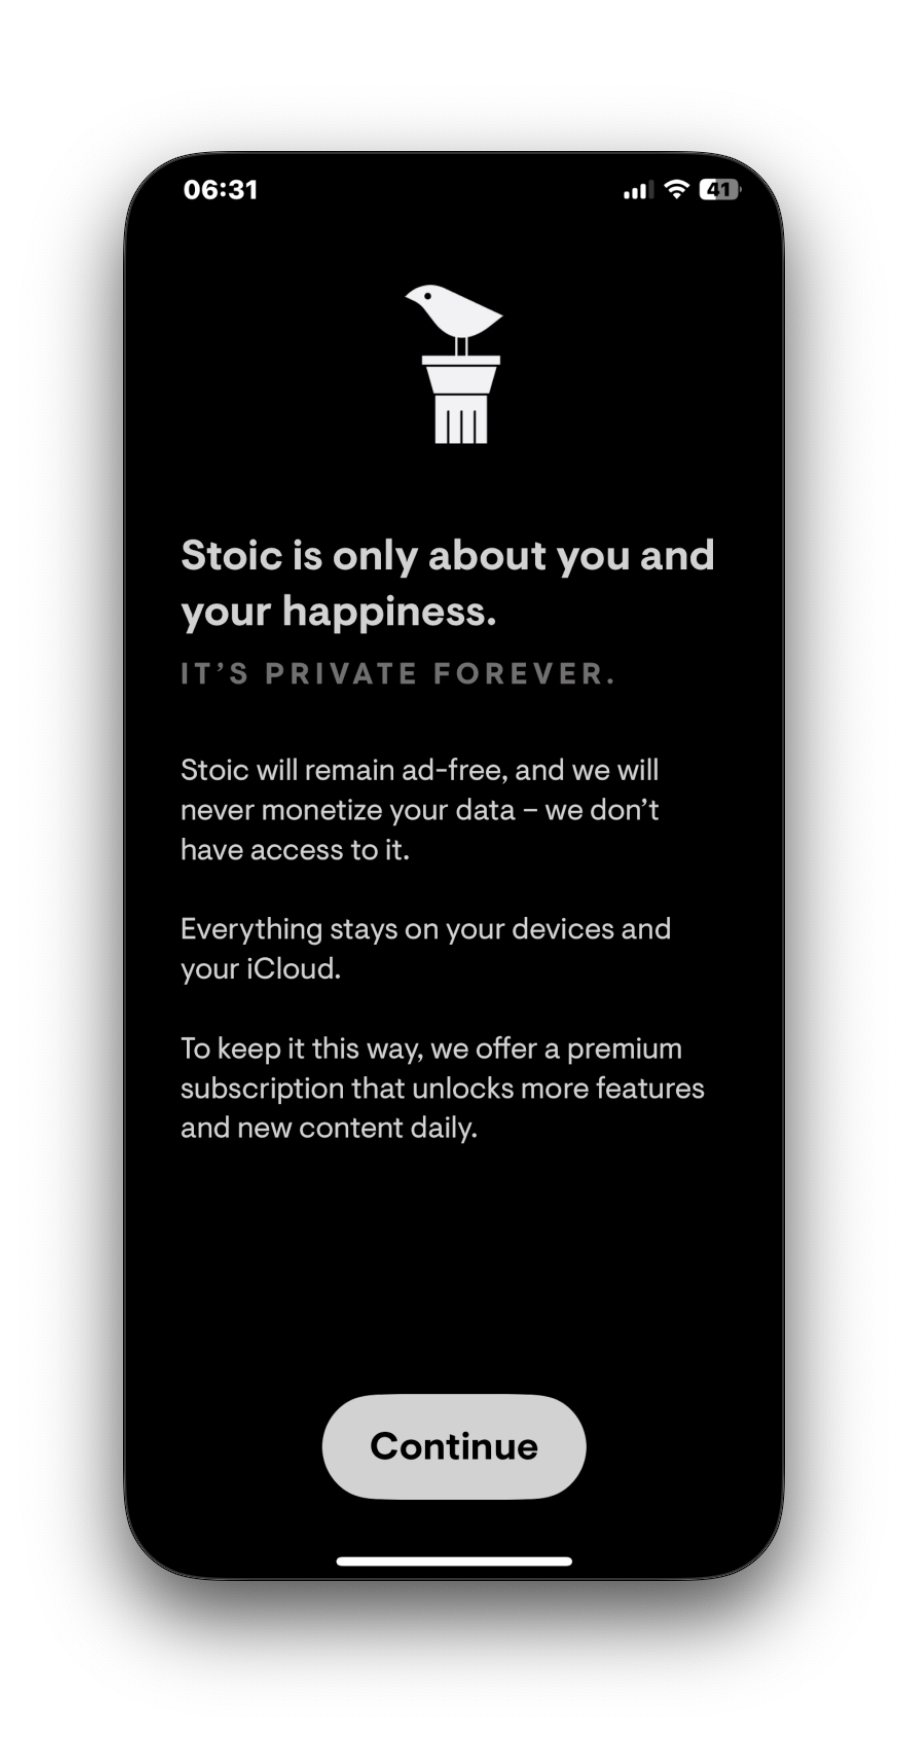 06:31
41
Stoic is only about you and
your happiness.
IT’S PRIVATE FOREVER.
Stoic will remain ad-free, and we will
never monetize your data – we don’t
have access to it.
Everything stays on your devices and
your iCloud.
To keep it this way, we offer a premium
subscription that unlocks more features
and new content daily.
Continue